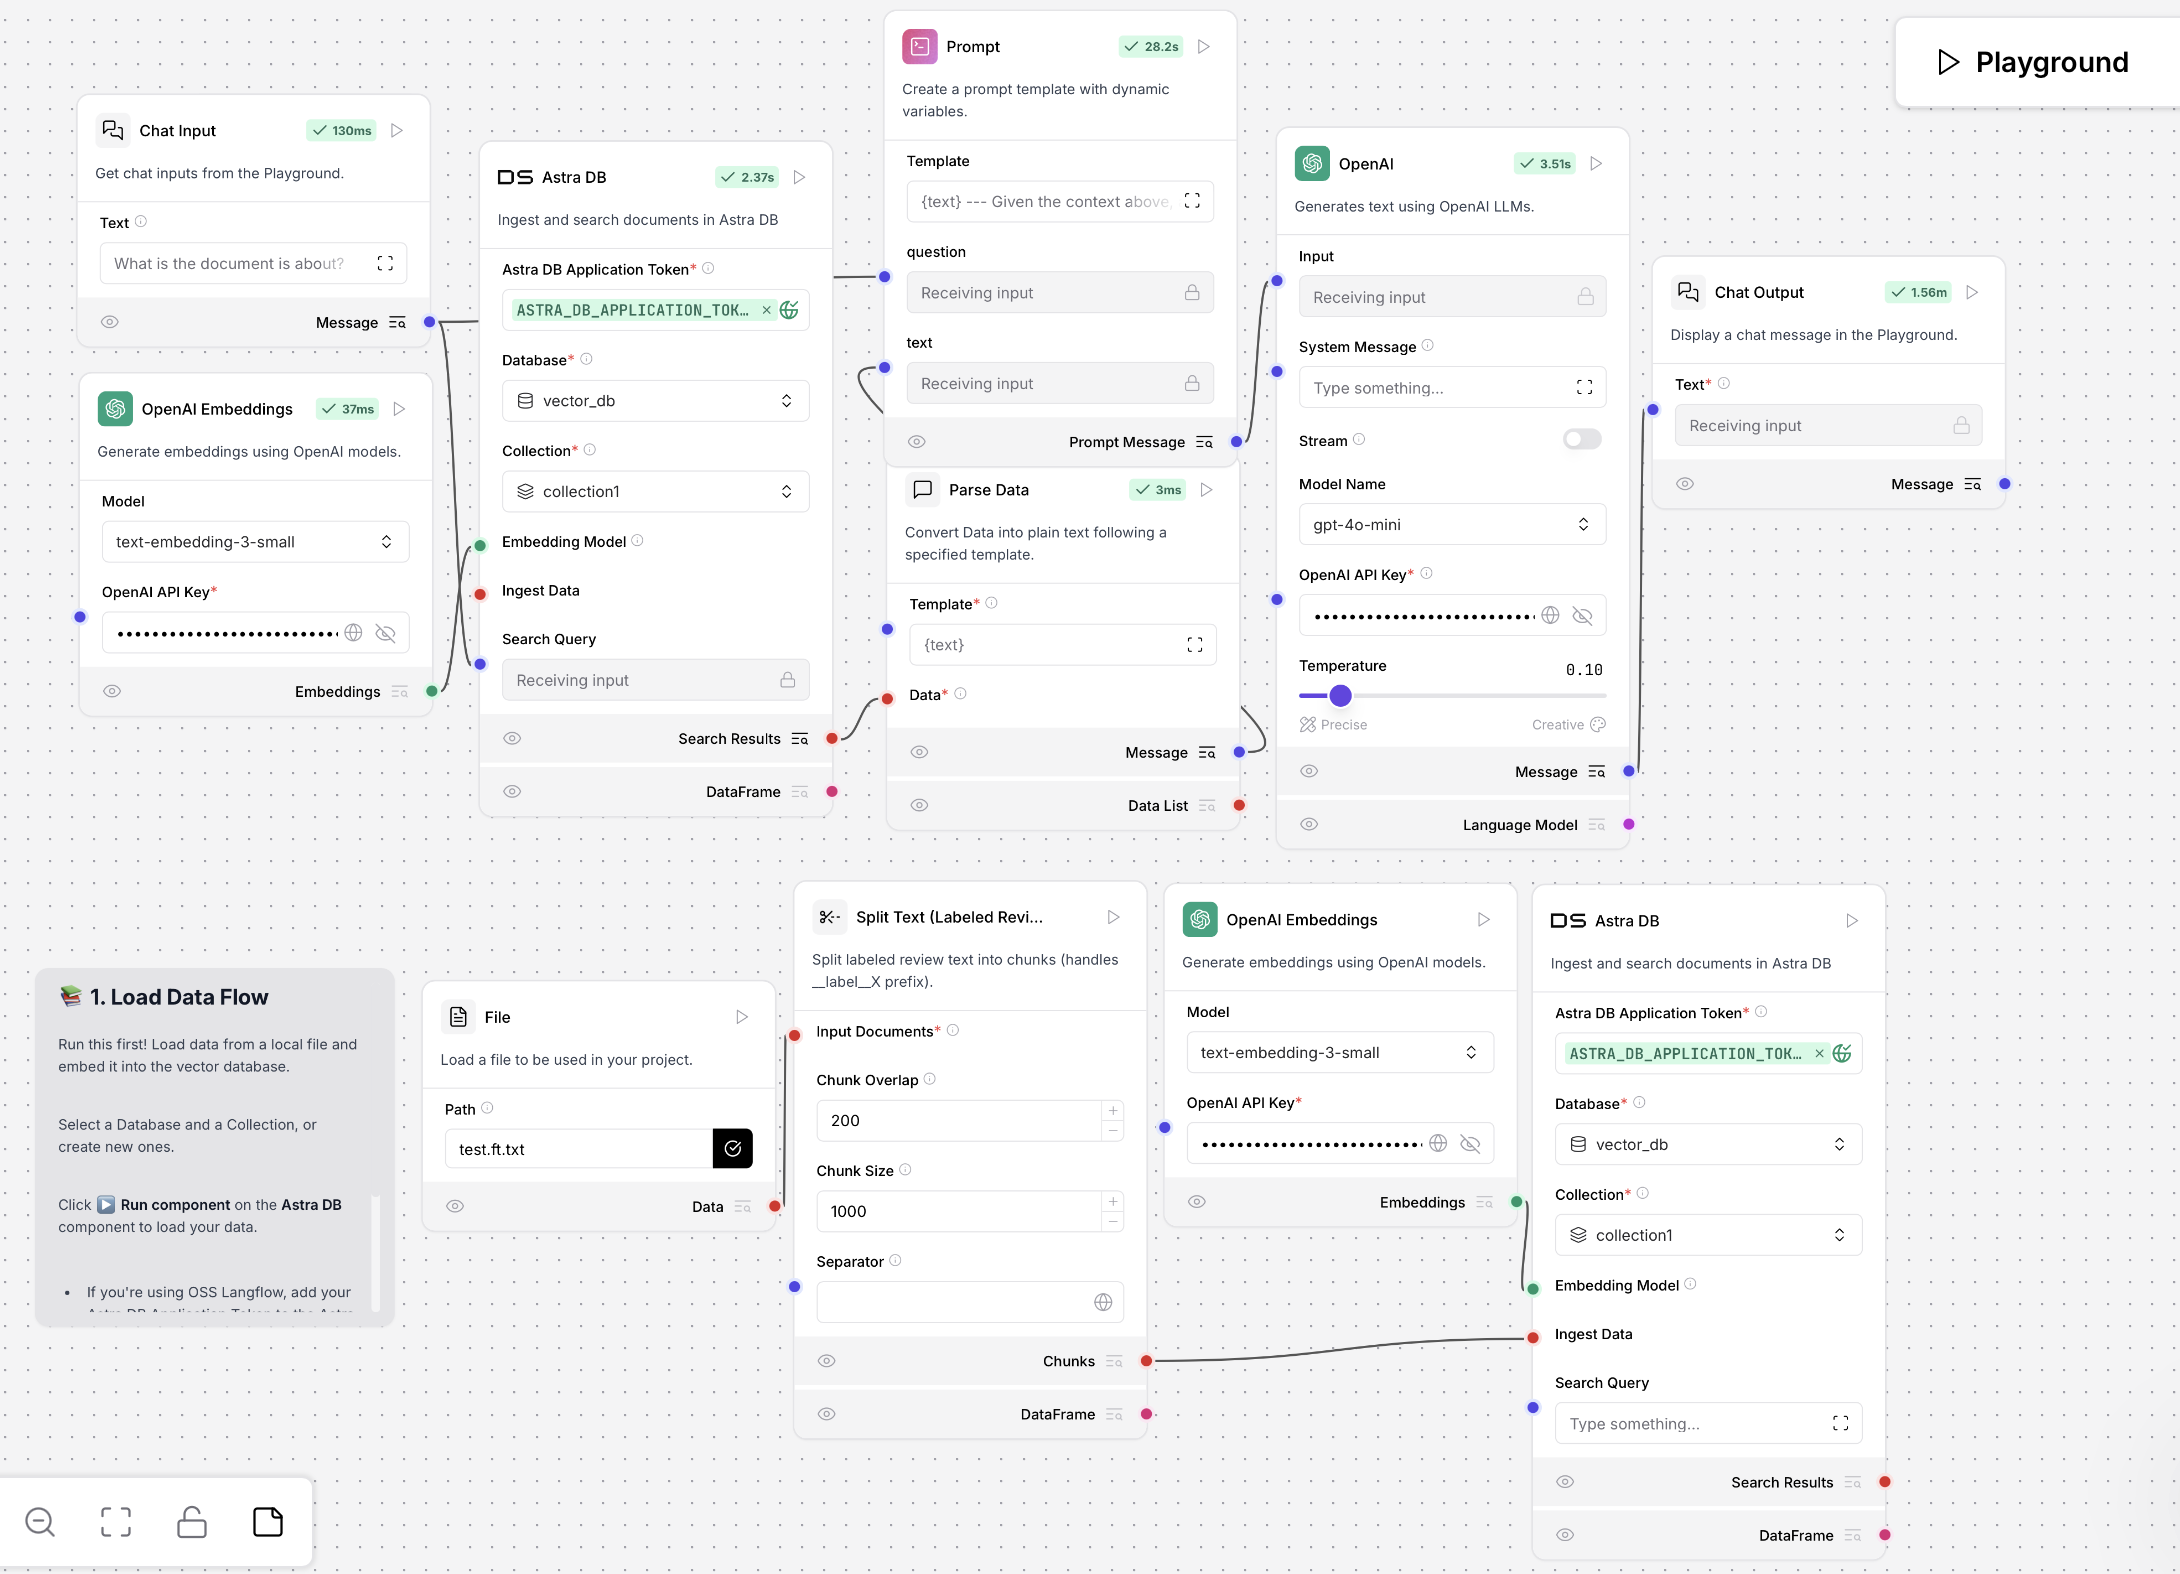 Playground
Chat Input
130ms
Get chat inputs from the Playground.
Text
What is the document is about?
Message
OpenAI Embeddings
37ms
Generate embeddings using OpenAI models.
Model
text-embedding-3-small
OpenAI API Key*
Embeddings
DS Astra DB
2.37s
Ingest and search documents in Astra DB
Astra DB Application Token*
ASTRA_DB_APPLICATION_TOK...
Database*
vector_db
Collection*
collection1
Embedding Model
Ingest Data
Search Query
Receiving input
Search Results
DataFrame
Prompt
28.2s
Create a prompt template with dynamic
variables.
Template
{text} --- Given the context above,
question
Receiving input
text
Receiving input
Prompt Message
Parse Data
3ms
Convert Data into plain text following a
specified template.
Template*
{text}
Data*
Message
Data List
OpenAI
3.51s
Generates text using OpenAI LLMs.
Input
Receiving input
System Message
Type something...
Stream
Model Name
gpt-4o-mini
OpenAI API Key*
Temperature
0.10
Precise
Creative
Message
Language Model
Chat Output
1.56m
Display a chat message in the Playground.
Text*
Receiving input
Message
1. Load Data Flow
Run this first! Load data from a local file and
embed it into the vector database.
Select a Database and a Collection, or
create new ones.
Click Run component on the Astra DB
component to load your data.
• If you're using OSS Langflow, add your
Astra DB Application Token to the Astra
File
Load a file to be used in your project.
Path
test.ft.txt
Data
Split Text (Labeled Revi...
Split labeled review text into chunks (handles
__label__X prefix).
Input Documents*
Chunk Overlap
200
Chunk Size
1000
Separator
Chunks
DataFrame
OpenAI Embeddings
Generate embeddings using OpenAI models.
Model
text-embedding-3-small
OpenAI API Key*
Embeddings
DS Astra DB
Ingest and search documents in Astra DB
Astra DB Application Token*
ASTRA_DB_APPLICATION_TOK...
Database*
vector_db
Collection*
collection1
Embedding Model
Ingest Data
Search Query
Type something...
Search Results
DataFrame